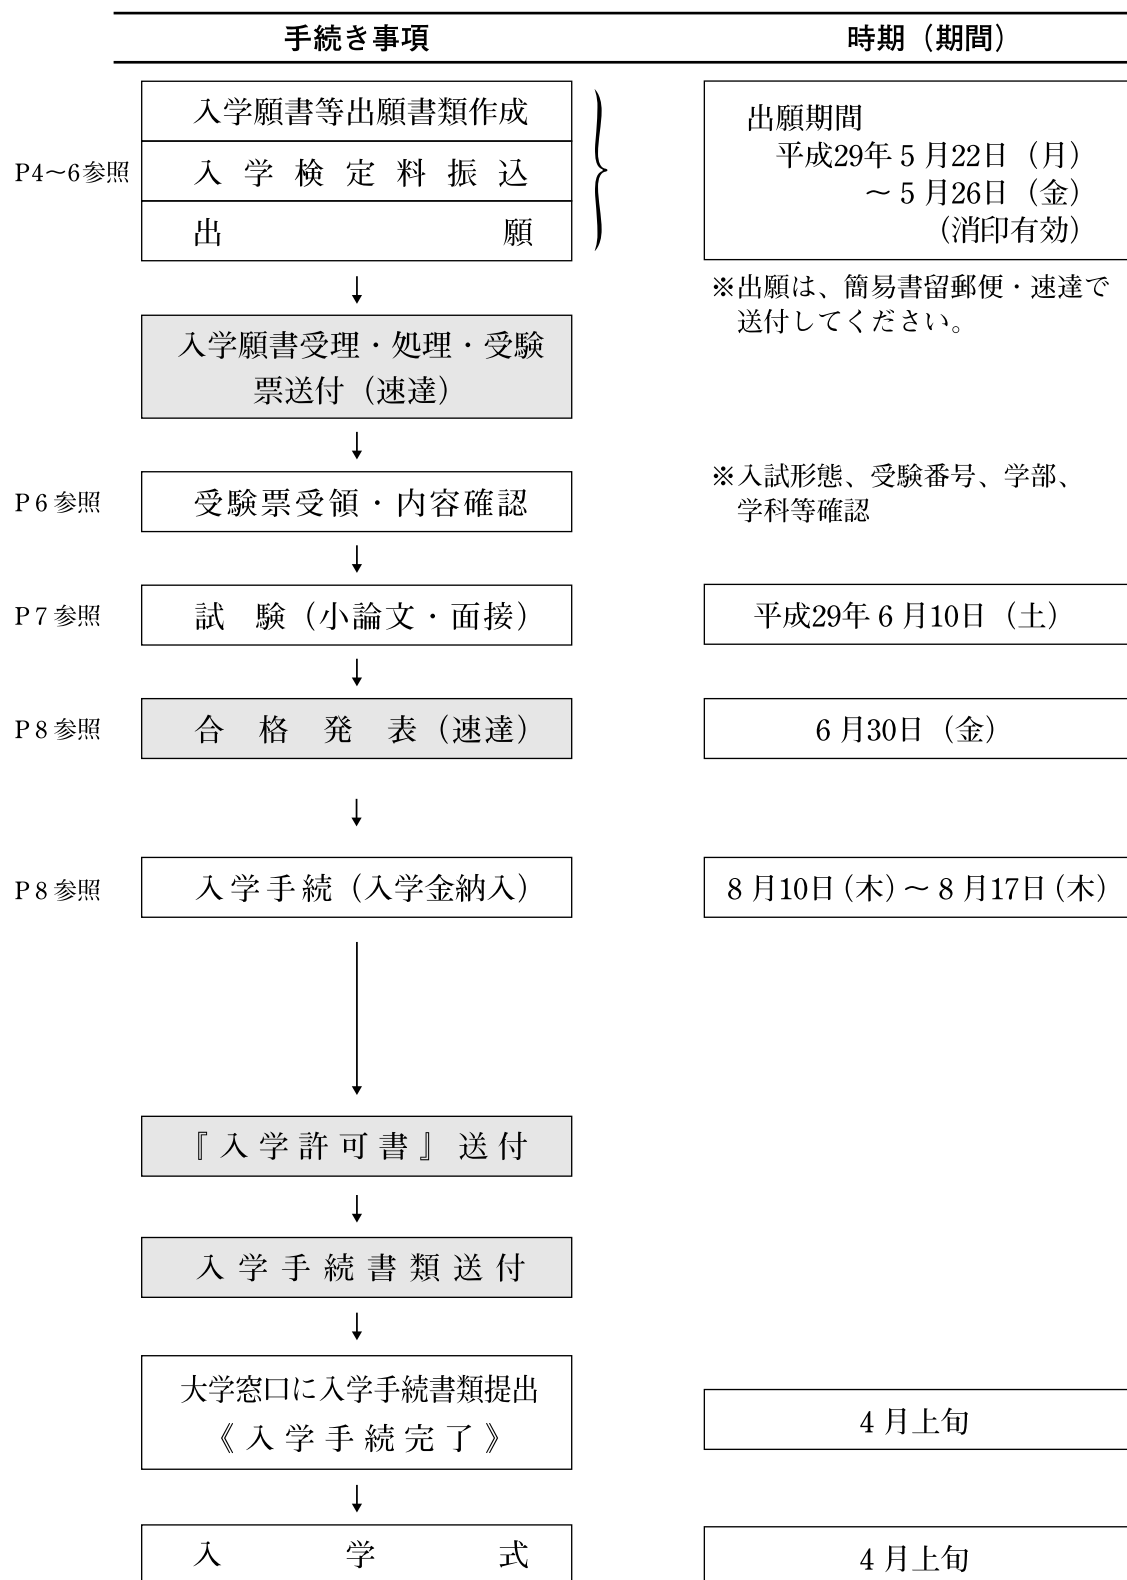 手続き事項
時期（期間）
P4～6参照
入学願書等出願書類作成
入学検定料振込
出願
出願期間
平成29年5月22日（月）
～5月26日（金）
（消印有効）
※出願は、簡易書留郵便・速達で
送付してください。
入学願書受理・処理・受験
票送付（速達）
P6参照
受験票受領・内容確認
※入試形態、受験番号、学部、
学科等確認
P7参照
試験（小論文・面接）
平成29年6月10日（土）
P8参照
合格発表（速達）
6月30日（金）
P8参照
入学手続（入学金納入）
8月10日（木）～8月17日（木）
『入学許可書』送付
入学手続書類送付
大学窓口に入学手続書類提出
《入学手続完了》
4月上旬
入学式
4月上旬